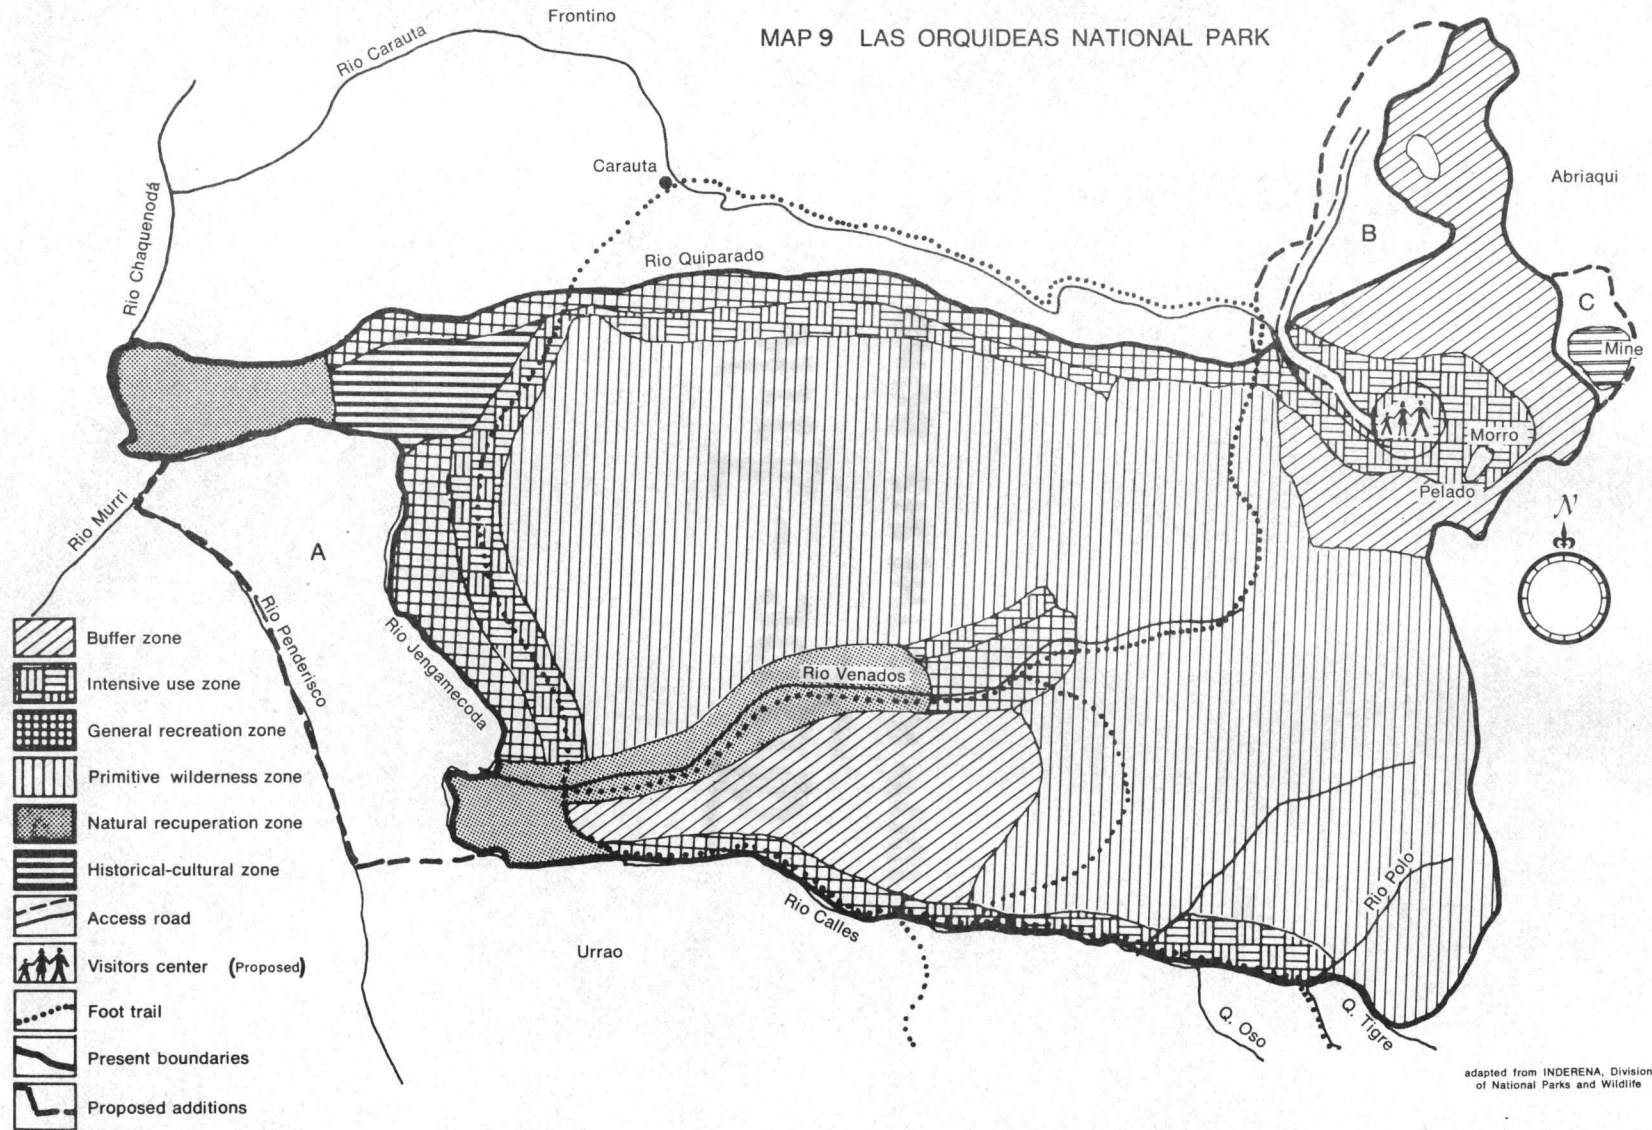 MAP 9 LAS ORQUIDEAS NATIONAL PARK
Frontino
Rio Carauta
Carauta
Abriaqui
Rio Chaquenodá
B
Rio Quiparado
C
Mine
Morro
Pelado
Rio Murri
A
N
Rio Penderisco
Rio Jengamecoda
Rio Venados
Rio Polo
Rio Calles
Urrao
Q. Oso
Q. Tigre
Buffer zone
Intensive use zone
General recreation zone
Primitive wilderness zone
Natural recuperation zone
Historical-cultural zone
Access road
Visitors center (Proposed)
Foot trail
Present boundaries
Proposed additions
adapted from INDERENA, Division
of National Parks and Wildlife